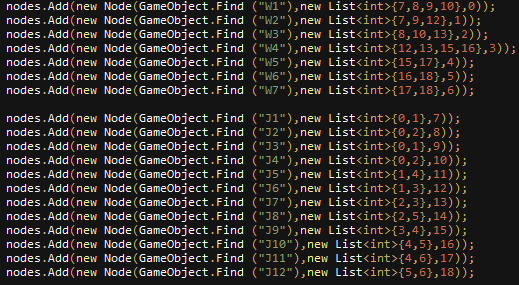 nodes.Add(new Node(GameObject.Find ("W1"),new List<int>{7,8,9,10},0));
nodes.Add(new Node(GameObject.Find ("W2"),new List<int>{7,9,12},1));
nodes.Add(new Node(GameObject.Find ("W3"),new List<int>{8,10,13},2));
nodes.Add(new Node(GameObject.Find ("W4"),new List<int>{12,13,15,16},3));
nodes.Add(new Node(GameObject.Find ("W5"),new List<int>{15,17},4));
nodes.Add(new Node(GameObject.Find ("W6"),new List<int>{16,18},5));
nodes.Add(new Node(GameObject.Find ("W7"),new List<int>{17,18},6));
nodes.Add(new Node(GameObject.Find ("J1"),new List<int>{0,1},7));
nodes.Add(new Node(GameObject.Find ("J2"),new List<int>{0,2},8));
nodes.Add(new Node(GameObject.Find ("J3"),new List<int>{0,1},9));
nodes.Add(new Node(GameObject.Find ("J4"),new List<int>{0,2},10));
nodes.Add(new Node(GameObject.Find ("J5"),new List<int>{1,4},11));
nodes.Add(new Node(GameObject.Find ("J6"),new List<int>{1,3},12));
nodes.Add(new Node(GameObject.Find ("J7"),new List<int>{2,3},13));
nodes.Add(new Node(GameObject.Find ("J8"),new List<int>{2,5},14));
nodes.Add(new Node(GameObject.Find ("J9"),new List<int>{3,4},15));
nodes.Add(new Node(GameObject.Find ("J10"),new List<int>{4,5},16));
nodes.Add(new Node(GameObject.Find ("J11"),new List<int>{4,6},17));
nodes.Add(new Node(GameObject.Find ("J12"),new List<int>{5,6},18));